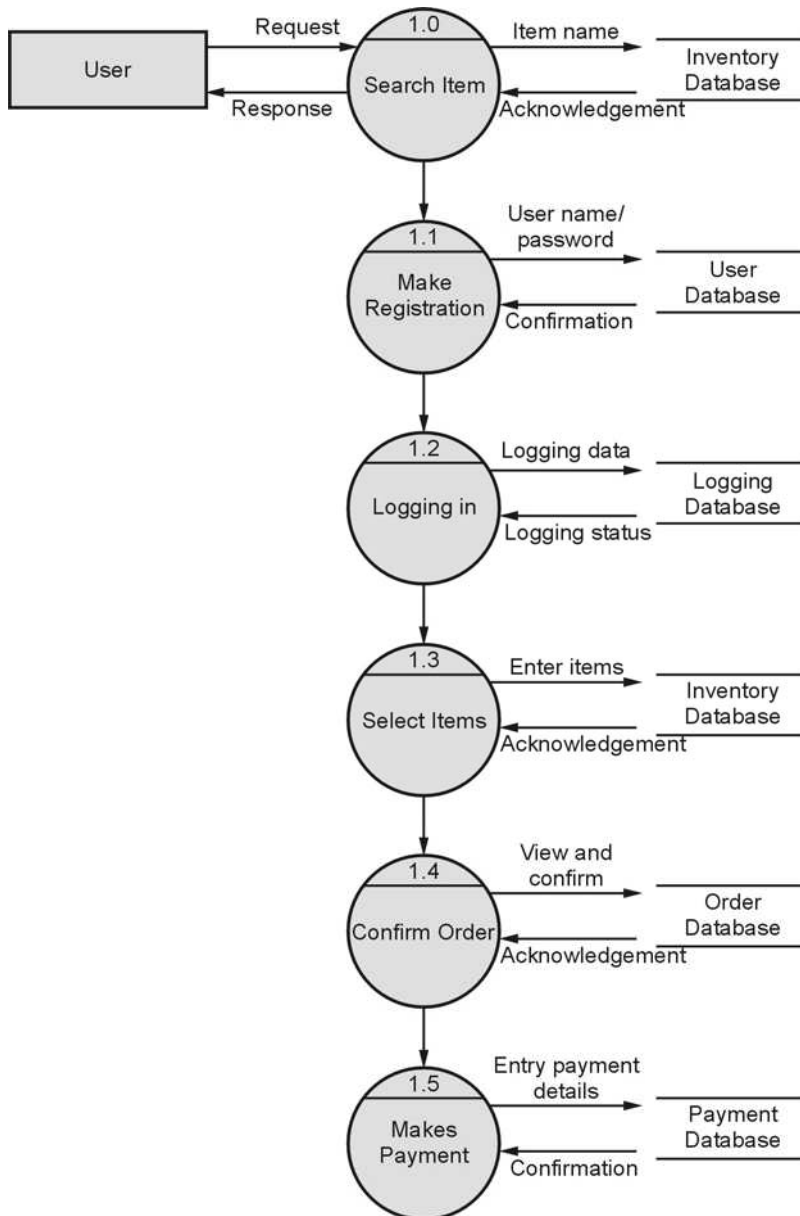 Request
1.0
Item name
User
Search Item
Inventory
Database
Response
Acknowledgement
1.1
User name/
password
Make
Registration
User
Database
Confirmation
1.2
Logging data
Logging in
Logging
Database
Logging status
1.3
Enter items
Select Items
Inventory
Database
Acknowledgement
1.4
View and
confirm
Confirm Order
Order
Database
Acknowledgement
1.5
Entry payment
details
Makes
Payment
Payment
Database
Confirmation